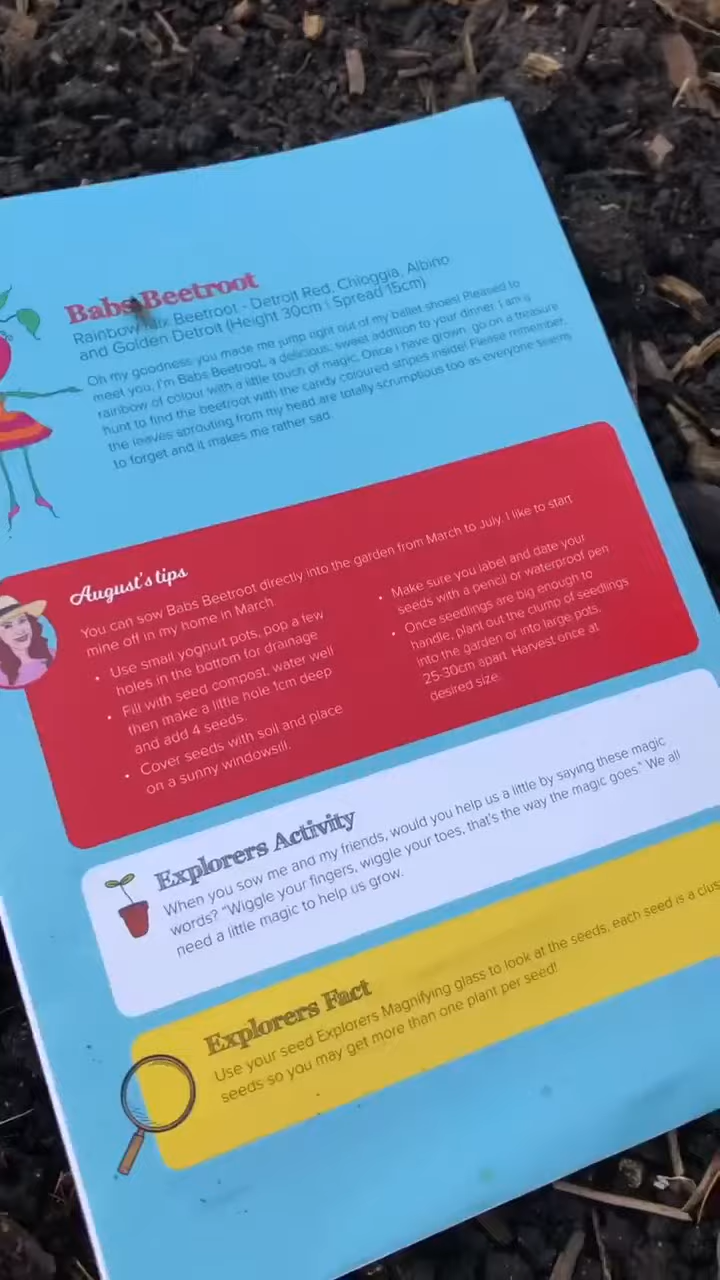 Babs Beetroot
Rainbow Mix Beetroot - Detroit Red, Chioggia, Albino
and Golden Detroit (Height 30cm | Spread 15cm)
Oh my goodness you made me jump right out of my ballet shoes! Pleased to
meet you, I'm Babs Beetroot, a delicious, sweet addition to your dinner. I am a
rainbow of colour with a little touch of magic. Once I have grown, go on a treasure
hunt to find the beetroot with the candy coloured stripes inside! Please remember,
the leaves sprouting from my head are totally scrumptious too as everyone seems
to forget and it makes me rather sad.
August's tips
You can sow Babs Beetroot directly into the garden from March to July. I like to start
mine off in my home in March.
• Use small yoghurt pots, pop a few
holes in the bottom for drainage
• Fill with seed compost, water well
then make a little hole 1cm deep
and add 4 seeds.
• Cover seeds with soil and place
on a sunny windowsill.
• Make sure you label and date your
seeds with a pencil or waterproof pen
• Once seedlings are big enough to
handle, plant out the clump of seedlings
into the garden or into large pots,
25-30cm apart. Harvest once at
desired size.
Explorers Activity
When you sow me and my friends, would you help us a little by saying these magic
words? "Wiggle your fingers, wiggle your toes, that's the way the magic goes." We all
need a little magic to help us grow.
Explorers Fact
Use your seed Explorers Magnifying glass to look at the seeds, each seed is a clus
seeds so you may get more than one plant per seed!